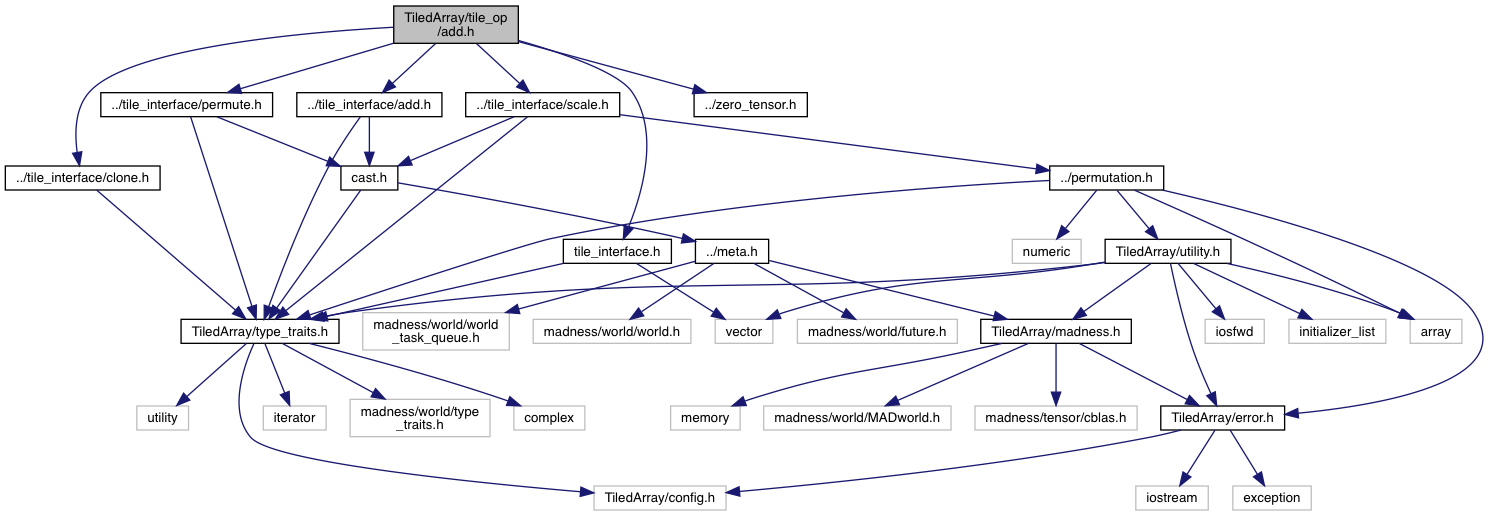 TiledArray/tile_op
/add.h
../tile_interface/permute.h
../tile_interface/add.h
../tile_interface/scale.h
../zero_tensor.h
../tile_interface/clone.h
cast.h
../permutation.h
tile_interface.h
../meta.h
numeric
TiledArray/utility.h
TiledArray/type_traits.h
madness/world/world
_task_queue.h
madness/world/world.h
vector
madness/world/future.h
TiledArray/madness.h
iosfwd
initializer_list
array
utility
iterator
madness/world/type
_traits.h
complex
memory
madness/world/MADworld.h
madness/tensor/cblas.h
TiledArray/error.h
TiledArray/config.h
iostream
exception